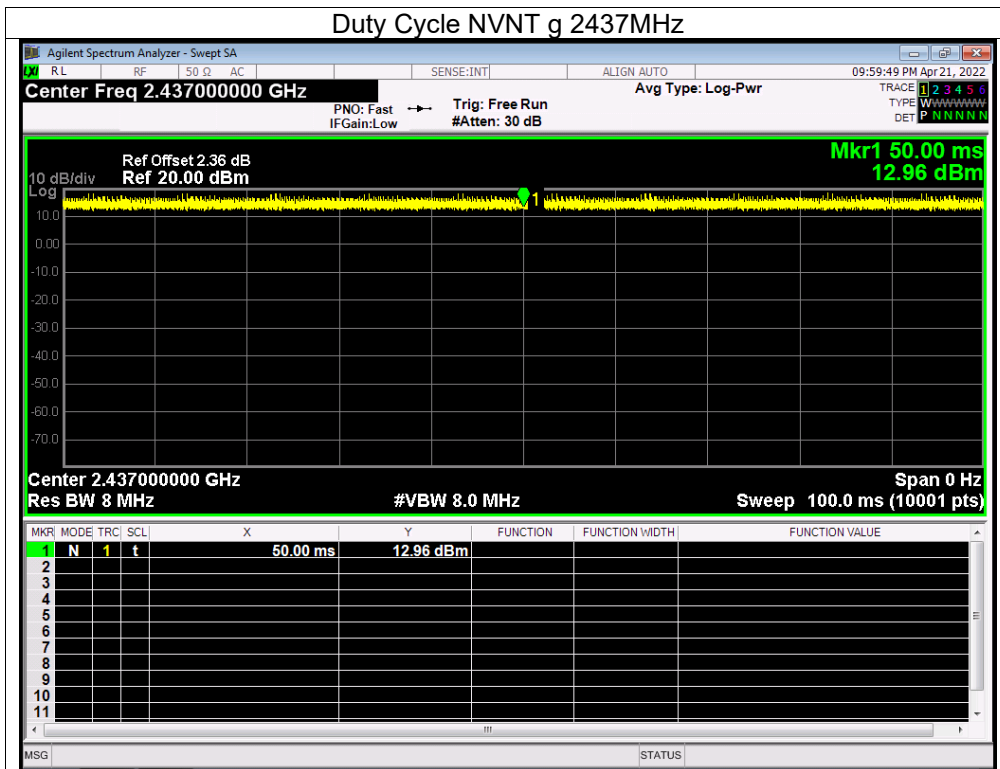 Duty Cycle NVNT g 2437MHz
Agilent Spectrum Analyzer - Swept SA
LXI RL RF 50 Ω AC SENSE:INT ALIGN AUTO 09:59:49 PM Apr 21, 2022
Center Freq 2.437000000 GHz Avg Type: Log-Pwr TRACE 1 2 3 4 5 6
PNO: Fast Trig: Free Run TYPE WWWWWW
IFGain:Low #Atten: 30 dB DET P N N N N N
Mkr1 50.00 ms
12.96 dBm
Ref Offset 2.36 dB
10 dB/div Ref 20.00 dBm
Log
1
10.0
0.00
-10.0
-20.0
-30.0
-40.0
-50.0
-60.0
-70.0
Center 2.437000000 GHz Span 0 Hz
Res BW 8 MHz #VBW 8.0 MHz Sweep 100.0 ms (10001 pts)
MKR MODE TRC SCL X Y FUNCTION FUNCTION WIDTH FUNCTION VALUE
1 N 1 t 50.00 ms 12.96 dBm
2
3
4
5
6
7
8
9
10
11
MSG STATUS